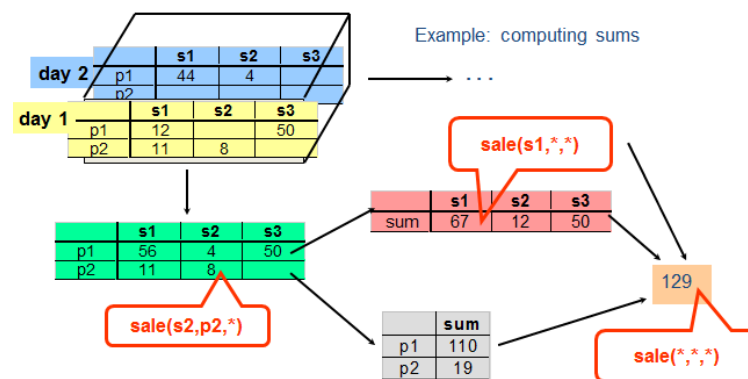 Example: computing sums
s1 s2 s3
day 2 p1 44 4
p2
. . .
day 1 s1 s2 s3
p1 12 50
p2 11 8
sale(s1,*,*)
s1 s2 s3
sum 67 12 50
s1 s2 s3
p1 56 4 50
p2 11 8
129
sale(s2,p2,*)
sum
p1 110
p2 19
sale(*,*,*)